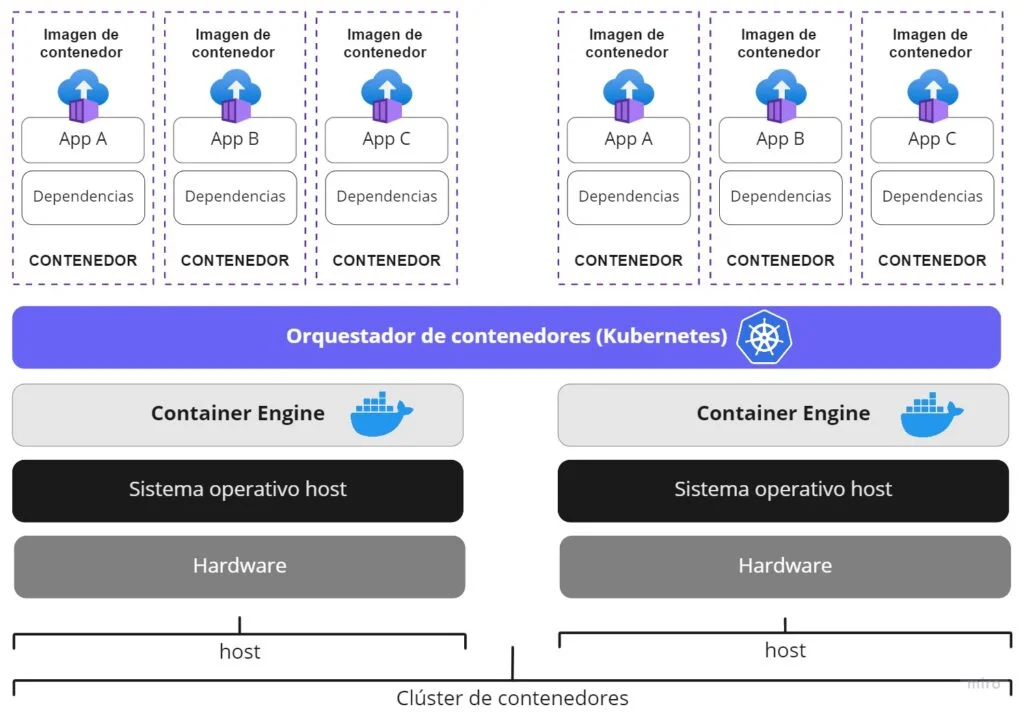 Imagen de
contenedor
Imagen de
contenedor
Imagen de
contenedor
Imagen de
contenedor
Imagen de
contenedor
Imagen de
contenedor
App A
App B
App C
App A
App B
App C
Dependencias
Dependencias
Dependencias
Dependencias
Dependencias
Dependencias
CONTENEDOR
CONTENEDOR
CONTENEDOR
CONTENEDOR
CONTENEDOR
CONTENEDOR
Orquestador de contenedores (Kubernetes)
Container Engine
Container Engine
Sistema operativo host
Sistema operativo host
Hardware
Hardware
host
host
miro
Clúster de contenedores